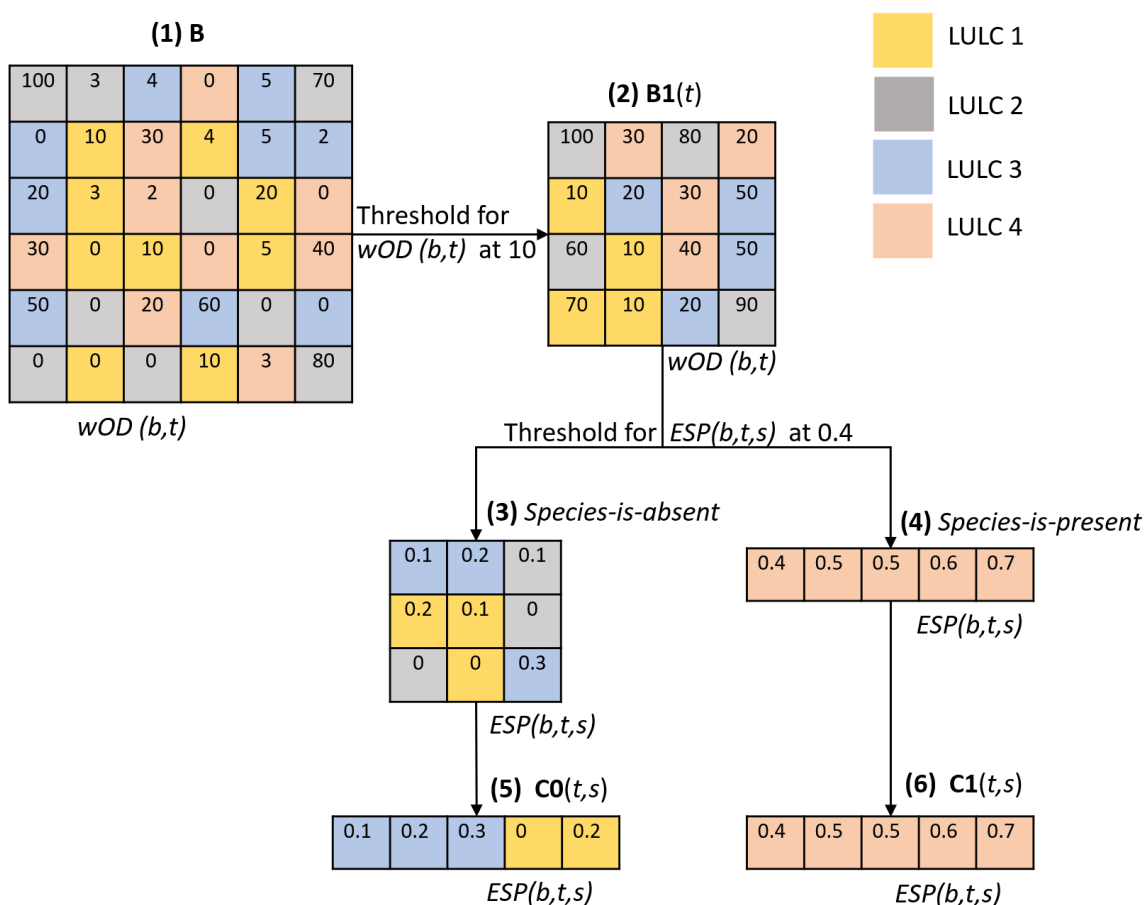 (1) B
100 3 4 0 5 70
0 10 30 4 5 2
20 3 2 0 20 0
30 0 10 0 5 40
50 0 20 60 0 0
0 0 0 10 3 80
wOD (b,t)
Threshold for
wOD (b,t) at 10
(2) B1(t)
100 30 80 20
10 20 30 50
60 10 40 50
70 10 20 90
wOD (b,t)
LULC 1
LULC 2
LULC 3
LULC 4
Threshold for ESP(b,t,s) at 0.4
(3) Species-is-absent
0.1 0.2 0.1
0.2 0.1 0
0 0 0.3
ESP(b,t,s)
(4) Species-is-present
0.4 0.5 0.5 0.6 0.7
ESP(b,t,s)
(5) C0(t,s)
0.1 0.2 0.3 0 0.2
ESP(b,t,s)
(6) C1(t,s)
0.4 0.5 0.5 0.6 0.7
ESP(b,t,s)